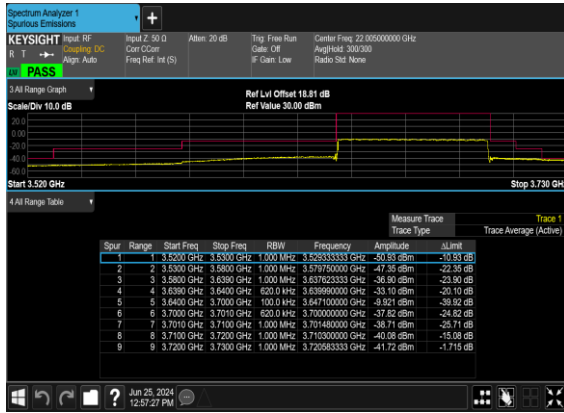 Spectrum Analyzer 1
Spurious Emissions
KEYSIGHT Input: RF Input Z: 50 Ω Atten: 20 dB Trig: Free Run Center Freq: 22.005000000 GHz
R T Coupling: DC Corr CCorr Gate: Off Avg|Hold: 300/300
Align: Auto Freq Ref: Int (S) IF Gain: Low Radio Std: None
PASS
3 All Range Graph Ref Lvl Offset 18.81 dB
Scale/Div 10.0 dB Ref Value 30.00 dBm
20.0
0.00
-20.0
-40.0
-60.0
Start 3.520 GHz Stop 3.730 GH
4 All Range Table
Measure Trace Trace 1
Trace Type Trace Average (Active)
Spur Range Start Freq Stop Freq RBW Frequency Amplitude ΔLimit
1 1 3.5200 GHz 3.5300 GHz 1.000 MHz 3.529333333 GHz -50.93 dBm -10.93 dB
2 2 3.5300 GHz 3.5800 GHz 1.000 MHz 3.579750000 GHz -47.35 dBm -22.35 dB
3 3 3.5800 GHz 3.6390 GHz 1.000 MHz 3.637623333 GHz -36.90 dBm -23.90 dB
4 4 3.6390 GHz 3.6400 GHz 620.0 kHz 3.639990000 GHz -33.10 dBm -20.10 dB
5 5 3.6400 GHz 3.7000 GHz 100.0 kHz 3.647100000 GHz -9.921 dBm -39.92 dB
6 6 3.7000 GHz 3.7010 GHz 620.0 kHz 3.700000000 GHz -37.82 dBm -24.82 dB
7 7 3.7010 GHz 3.7100 GHz 1.000 MHz 3.701480000 GHz -38.71 dBm -25.71 dB
8 8 3.7100 GHz 3.7200 GHz 1.000 MHz 3.710300000 GHz -40.08 dBm -15.08 dB
9 9 3.7200 GHz 3.7300 GHz 1.000 MHz 3.720583333 GHz -41.72 dBm -1.715 dB
Jun 25, 2024
12:57:27 PM